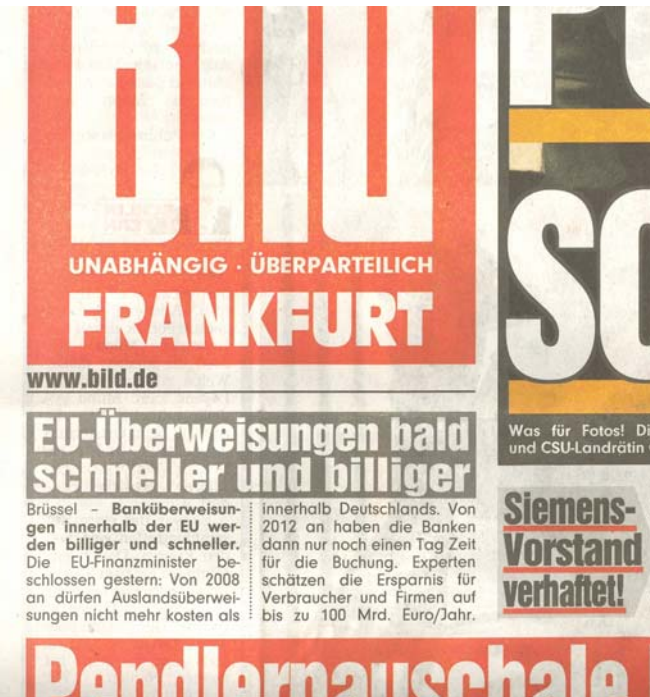 BILD
UNABHÄNGIG · ÜBERPARTEILICH
FRANKFURT
www.bild.de
EU-Überweisungen bald
schneller und billiger
Brüssel – Banküberweisun-
gen innerhalb der EU wer-
den billiger und schneller.
Die EU-Finanzminister be-
schlossen gestern: Von 2008
an dürfen Auslandsüberwei-
sungen nicht mehr kosten als
innerhalb Deutschlands. Von
2012 an haben die Banken
dann nur noch einen Tag Zeit
für die Buchung. Experten
schätzen die Ersparnis für
Verbraucher und Firmen auf
bis zu 100 Mrd. Euro/Jahr.
SO
Was für Fotos! Di
und CSU-Landrätin
Siemens-
Vorstand
verhaftet!
Pendlerpauschale